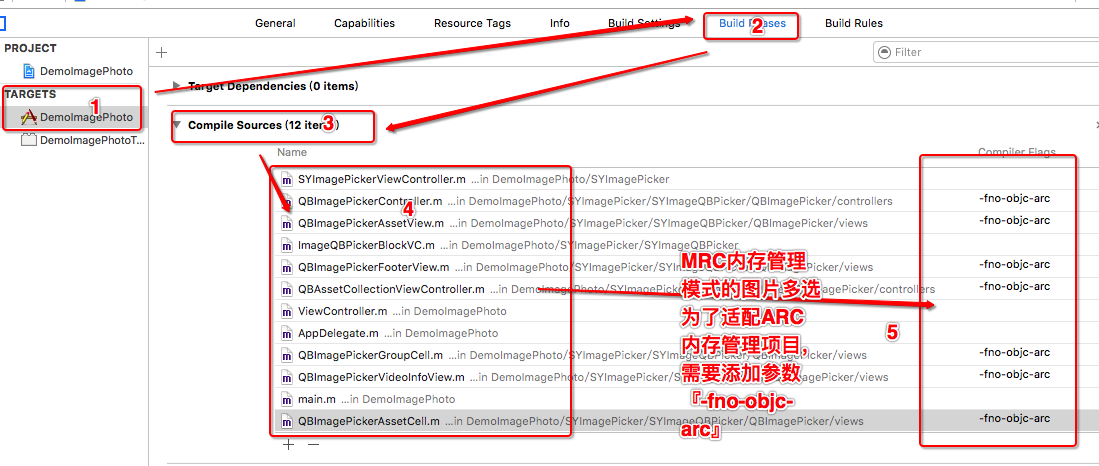 General Capabilities Resource Tags Info Build Settings Build Phases Build Rules
PROJECT
DemoImagePhoto
TARGETS
DemoImagePhoto
DemoImagePhotoT...
Filter
Target Dependencies (0 items)
Compile Sources (12 items)
Name Compiler Flags
SYImagePickerViewController.m ...in DemoImagePhoto/SYImagePicker
QBImagePickerController.m ...in DemoImagePhoto/SYImagePicker/SYImageQBPicker/QBImagePicker/controllers -fno-objc-arc
QBImagePickerAssetView.m ...in DemoImagePhoto/SYImagePicker/SYImageQBPicker/QBImagePicker/views -fno-objc-arc
ImageQBPickerBlockVC.m ...in DemoImagePhoto/SYImagePicker/SYImageQBPicker
QBImagePickerFooterView.m ...in DemoImagePhoto/SYImagePicker/SYImageQBPicker/QBImagePicker/views -fno-objc-arc
QBAssetCollectionViewController.m ...in DemoImagePhoto/SYImagePicker/SYImageQBPicker/QBImagePicker/controllers -fno-objc-arc
ViewController.m ...in DemoImagePhoto
AppDelegate.m ...in DemoImagePhoto
QBImagePickerGroupCell.m ...in DemoImagePhoto/SYImagePicker/SYImageQBPicker/QBImagePicker/views -fno-objc-arc
QBImagePickerVideoInfoView.m ...in DemoImagePhoto/SYImagePicker/SYImageQBPicker/QBImagePicker/views -fno-objc-arc
main.m ...in DemoImagePhoto
QBImagePickerAssetCell.m ...in DemoImagePhoto/SYImagePicker/SYImageQBPicker/QBImagePicker/views -fno-objc-arc
1
2
3
4
MRC内存管理
模式的图片多选
为了适配ARC
内存管理项目，
需要添加参数
『-fno-objc-
arc』
5